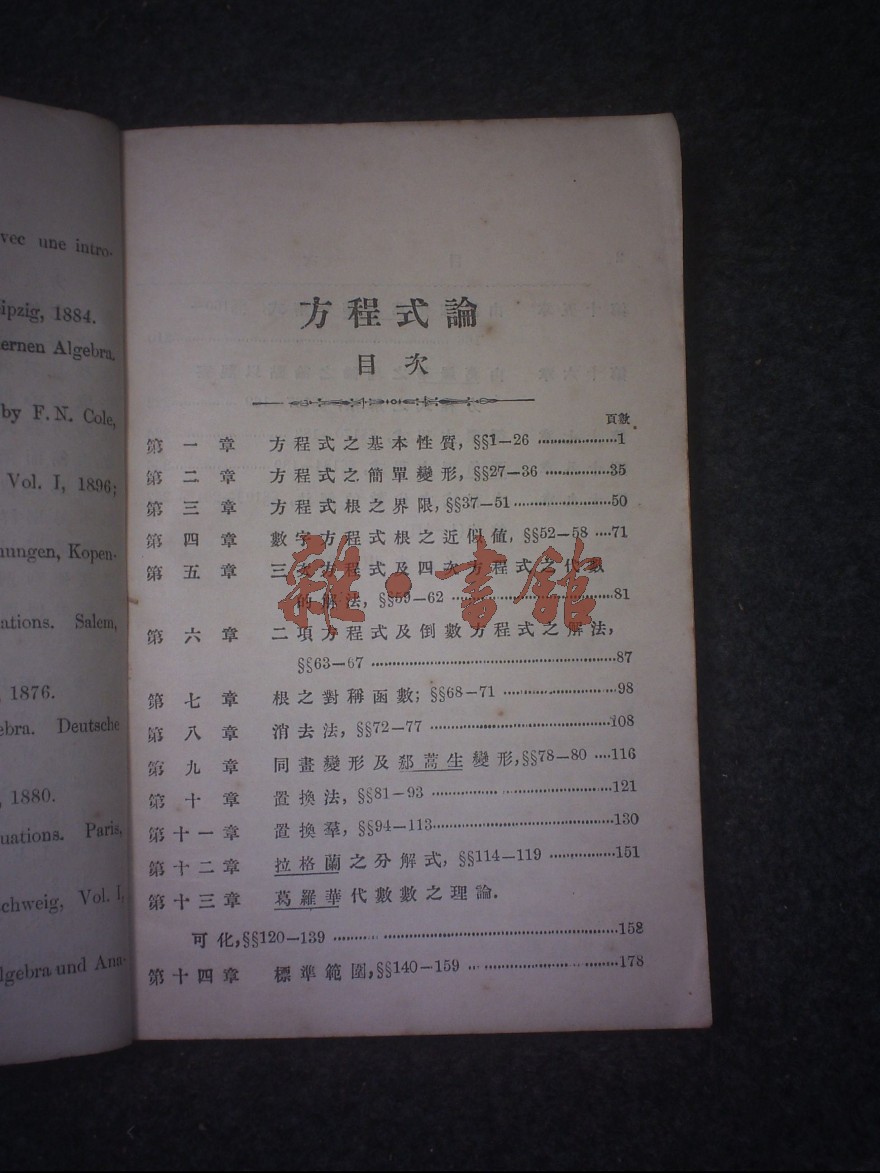 vec une intro-
ipzig, 1884.
ernen Algebra.
by F. N. Cole,
Vol. I, 1896;
nungen, Kopen-
ations. Salem,
, 1876.
ebra. Deutsche
, 1880.
uations. Paris,
schweig, Vol. I,
lgebra und Ana-
方程式論
目次
頁數
第一章 方程式之基本性質, §§1—26 ··················1
第二章 方程式之簡單變形, §§27—36 ···············35
第三章 方程式根之界限, §§37—51 ··················50
第四章 數字方程式根之近似値, §§52—58 ····71
第五章 三次方程式及四次方程式之代數
的解法, §§59—62 ··································81
第六章 二項方程式及倒數方程式之解法,
§§63—67 ··················································87
第七章 根之對稱函數; §§68—71 ······················98
第八章 消去法, §§72—77 ····························108
第九章 同畫變形及郄蒿生變形, §§78—80 ····116
第十章 置換法, §§81—93 ····························121
第十一章 置換羣, §§94—113 ··························130
第十二章 拉格蘭之分解式, §§114—119 ··········151
第十三章 葛羅華代數數之理論.
可化, §§120—139 ········································158
第十四章 標準範圍, §§140—159 ····················178
雜·書館